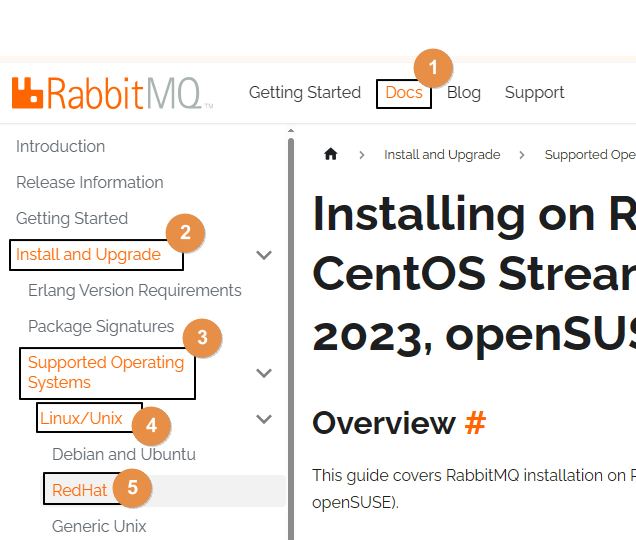 1
RabbitMQ™
Getting Started Docs Blog Support
Introduction
Release Information
Getting Started
2
Install and Upgrade
Erlang Version Requirements
Package Signatures
3
Supported Operating
Systems
Linux/Unix
4
Debian and Ubuntu
RedHat
5
Generic Unix
Install and Upgrade Supported Ope
Installing on R
CentOS Stream
2023, openSUS
Overview #
This guide covers RabbitMQ installation on
openSUSE).